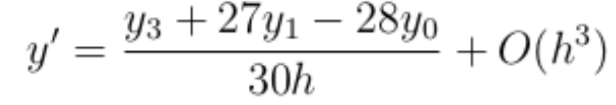 y' = \frac{y_3 + 27y_1 - 28y_0}{30h} + O(h^3)